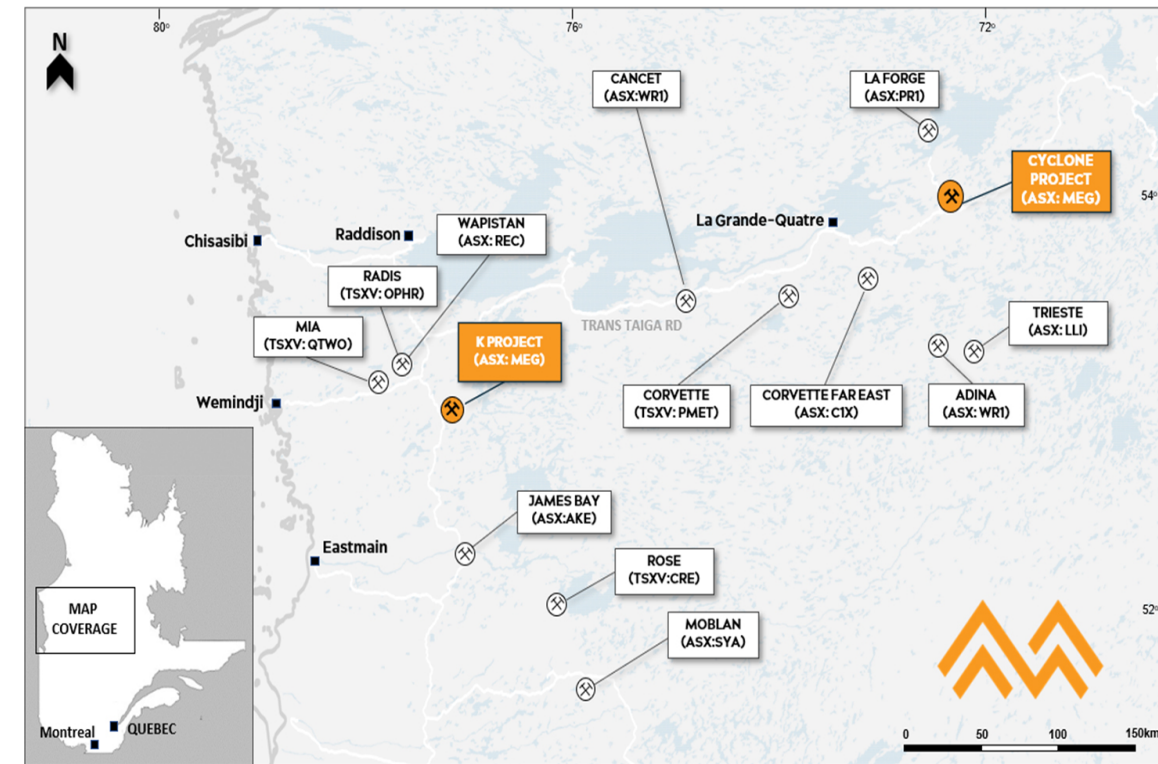 80°
76°
72°
N
CANCET
(ASX:WR1)
LA FORGE
(ASX:PR1)
CYCLONE
PROJECT
(ASX: MEG)
54°
La Grande-Quatre
WAPISTAN
(ASX: REC)
Raddison
Chisasibi
RADIS
(TSXV: OPHR)
MIA
(TSXV: QTWO)
K PROJECT
(ASX: MEG)
TRANS TAIGA RD
TRIESTE
(ASX: LLI)
Wemindji
CORVETTE
(TSXV: PMET)
CORVETTE FAR EAST
(ASX: C1X)
ADINA
(ASX: WR1)
JAMES BAY
(ASX:AKE)
Eastmain
ROSE
(TSXV:CRE)
52°
MOBLAN
(ASX:SYA)
MAP
COVERAGE
Montreal
QUEBEC
0 50 100 150km